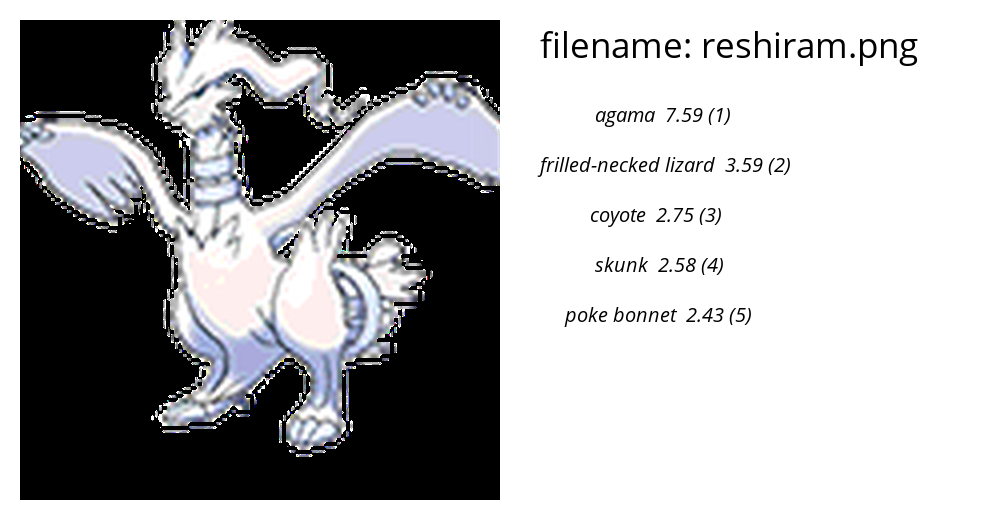 filename: reshiram.png
agama 7.59 (1)
frilled-necked lizard 3.59 (2)
coyote 2.75 (3)
skunk 2.58 (4)
poke bonnet 2.43 (5)